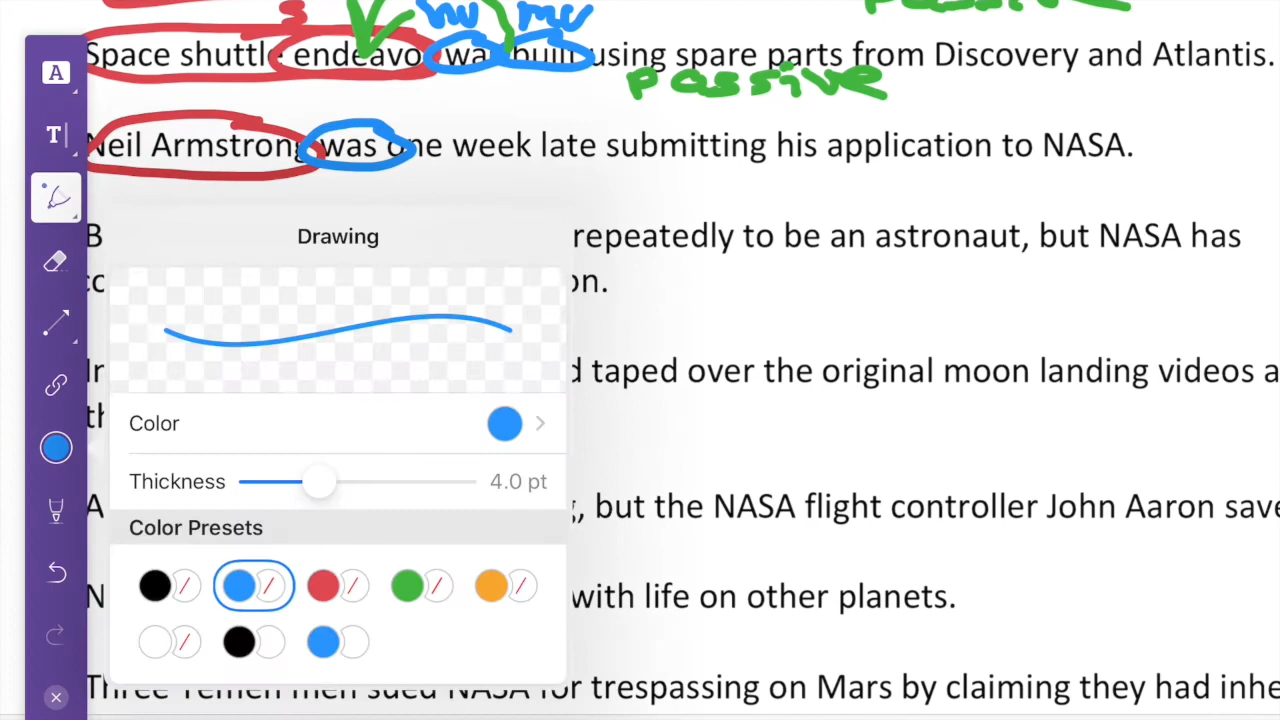 hv mv
Space shuttle endeavor was built using spare parts from Discovery and Atlantis.
passive
Neil Armstrong was one week late submitting his application to NASA.
repeatedly to be an astronaut, but NASA has
taped over the original moon landing videos
, but the NASA flight controller John Aaron
with life on other planets.
Three Yemen men sued NASA for trespassing on Mars by claiming they had
A
T
Drawing
Color
Thickness 4.0 pt
Color Presets